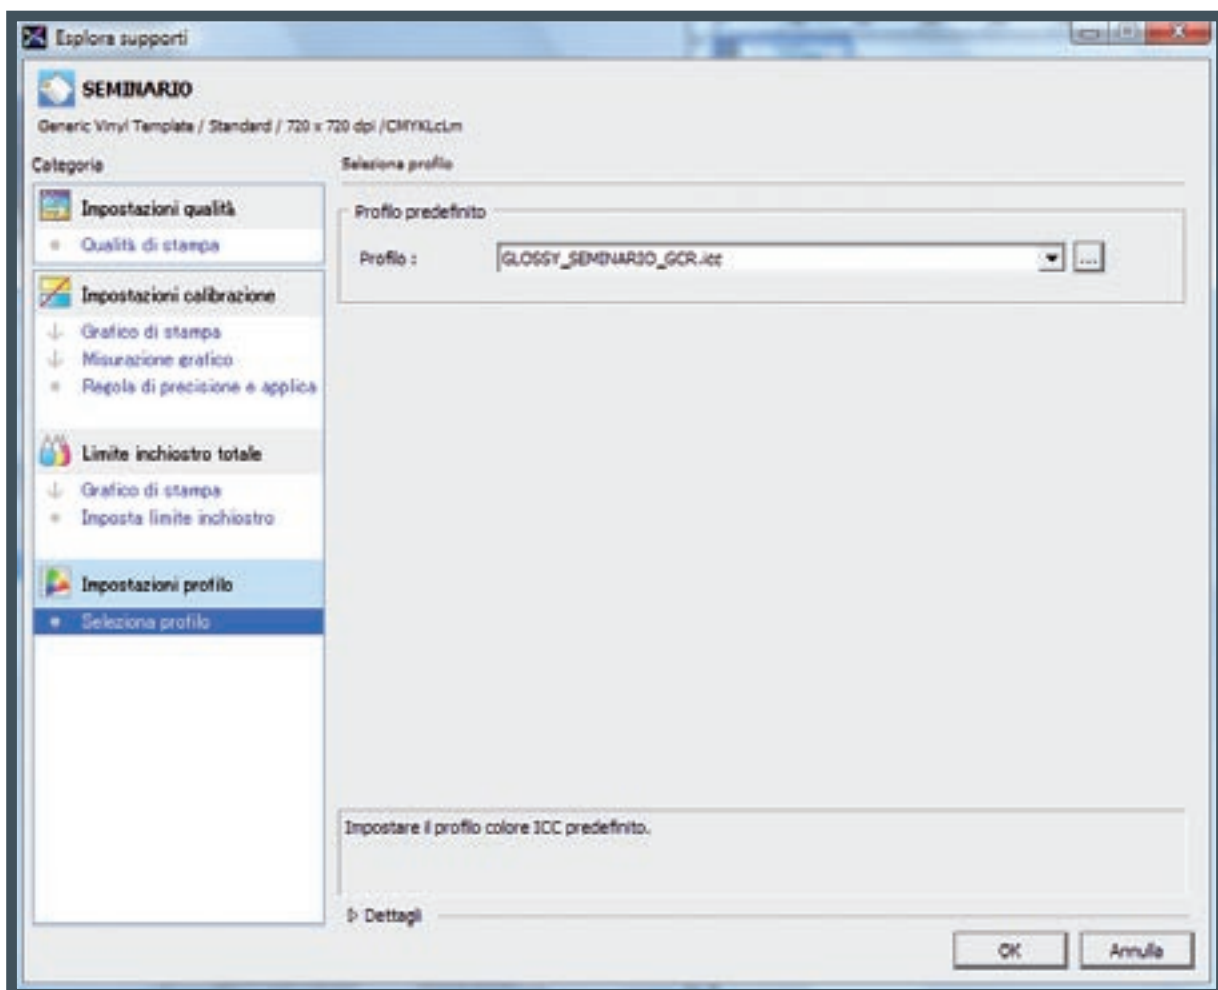 Esplora supporti
SEMINARIO
Generic Vinyl Template / Standard / 720 x 720 dpi /CMYKLcLm
Categoria
Impostazioni qualità
Qualità di stampa
Impostazioni calibrazione
Grafico di stampa
Misurazione grafico
Regola di precisione e applica
Limite inchiostro totale
Grafico di stampa
Imposta limite inchiostro
Impostazioni profilo
Seleziona profilo
Seleziona profilo
Profilo predefinito
Profilo :
GLOSSY_SEMINARIO_GCR.icc
...
Impostare il profilo colore ICC predefinito.
Dettagli
OK
Annulla